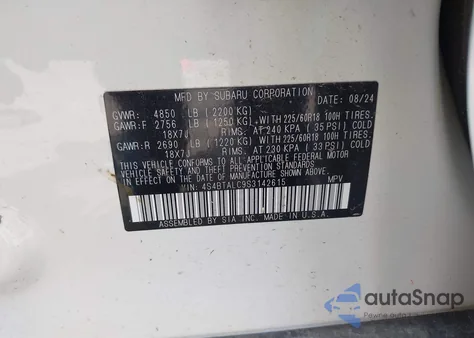 MFD. BY SUBARU CORPORATION DATE: 08/24
GVWR: 4850 LB (2200 KG)
GAWR:F 2756 LB (1250 KG) WITH 225/60R18 100H TIRES,
18X7J RIMS, AT 240 KPA (35 PSI) COLD
GAWR:R 2690 LB (1220 KG) WITH 225/60R18 100H TIRES,
18X7J RIMS, AT 230 KPA (33 PSI) COLD
THIS VEHICLE CONFORMS TO ALL APPLICABLE FEDERAL MOTOR
VEHICLE SAFETY AND THEFT PREVENTION STANDARDS IN EFFECT
ON THE DATE OF MANUFACTURE SHOWN ABOVE.
VIN: 4S4BTALC9S3142615 MPV
ASSEMBLED BY SIA INC. IN U.S.A.
autoSnap